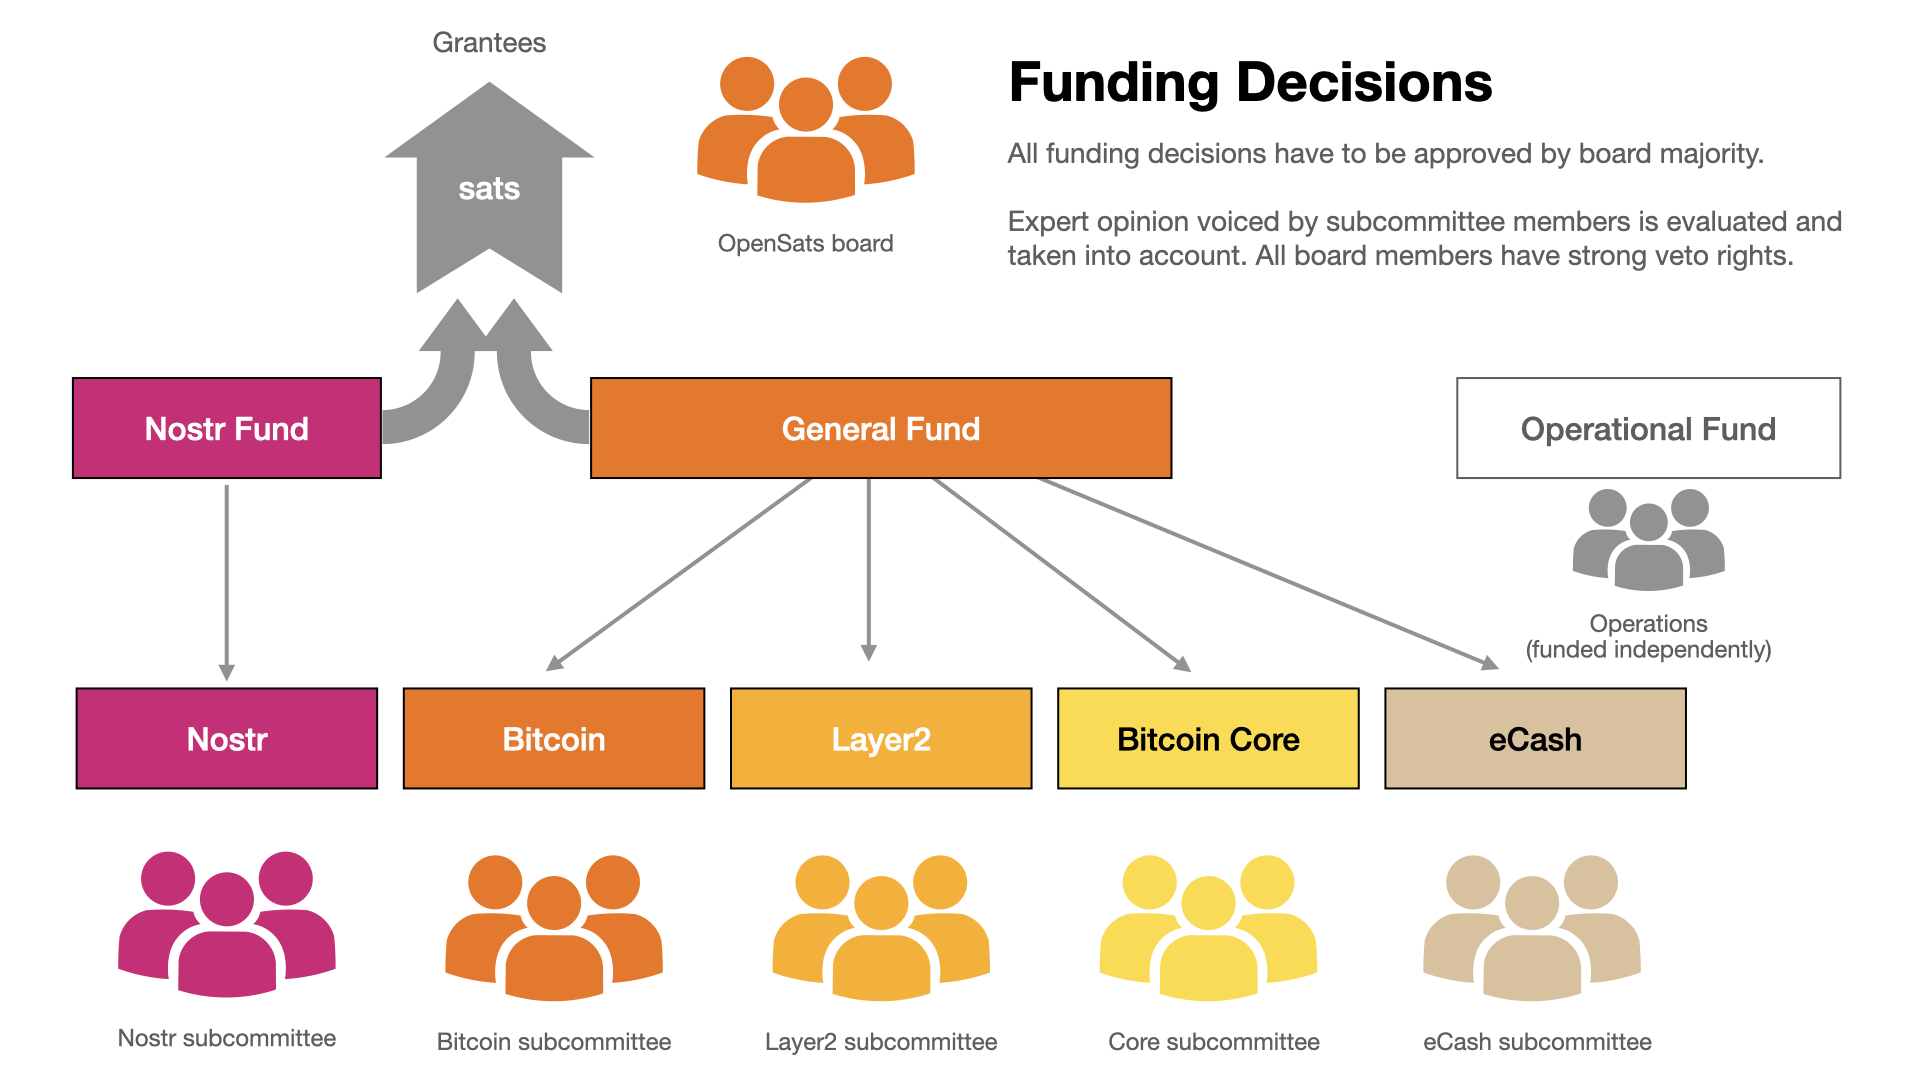 Grantees
sats
OpenSats board
Funding Decisions
All funding decisions have to be approved by board majority.
Expert opinion voiced by subcommittee members is evaluated and
taken into account. All board members have strong veto rights.
Nostr Fund
General Fund
Operational Fund
Operations
(funded independently)
Nostr
Bitcoin
Layer2
Bitcoin Core
eCash
Nostr subcommittee
Bitcoin subcommittee
Layer2 subcommittee
Core subcommittee
eCash subcommittee